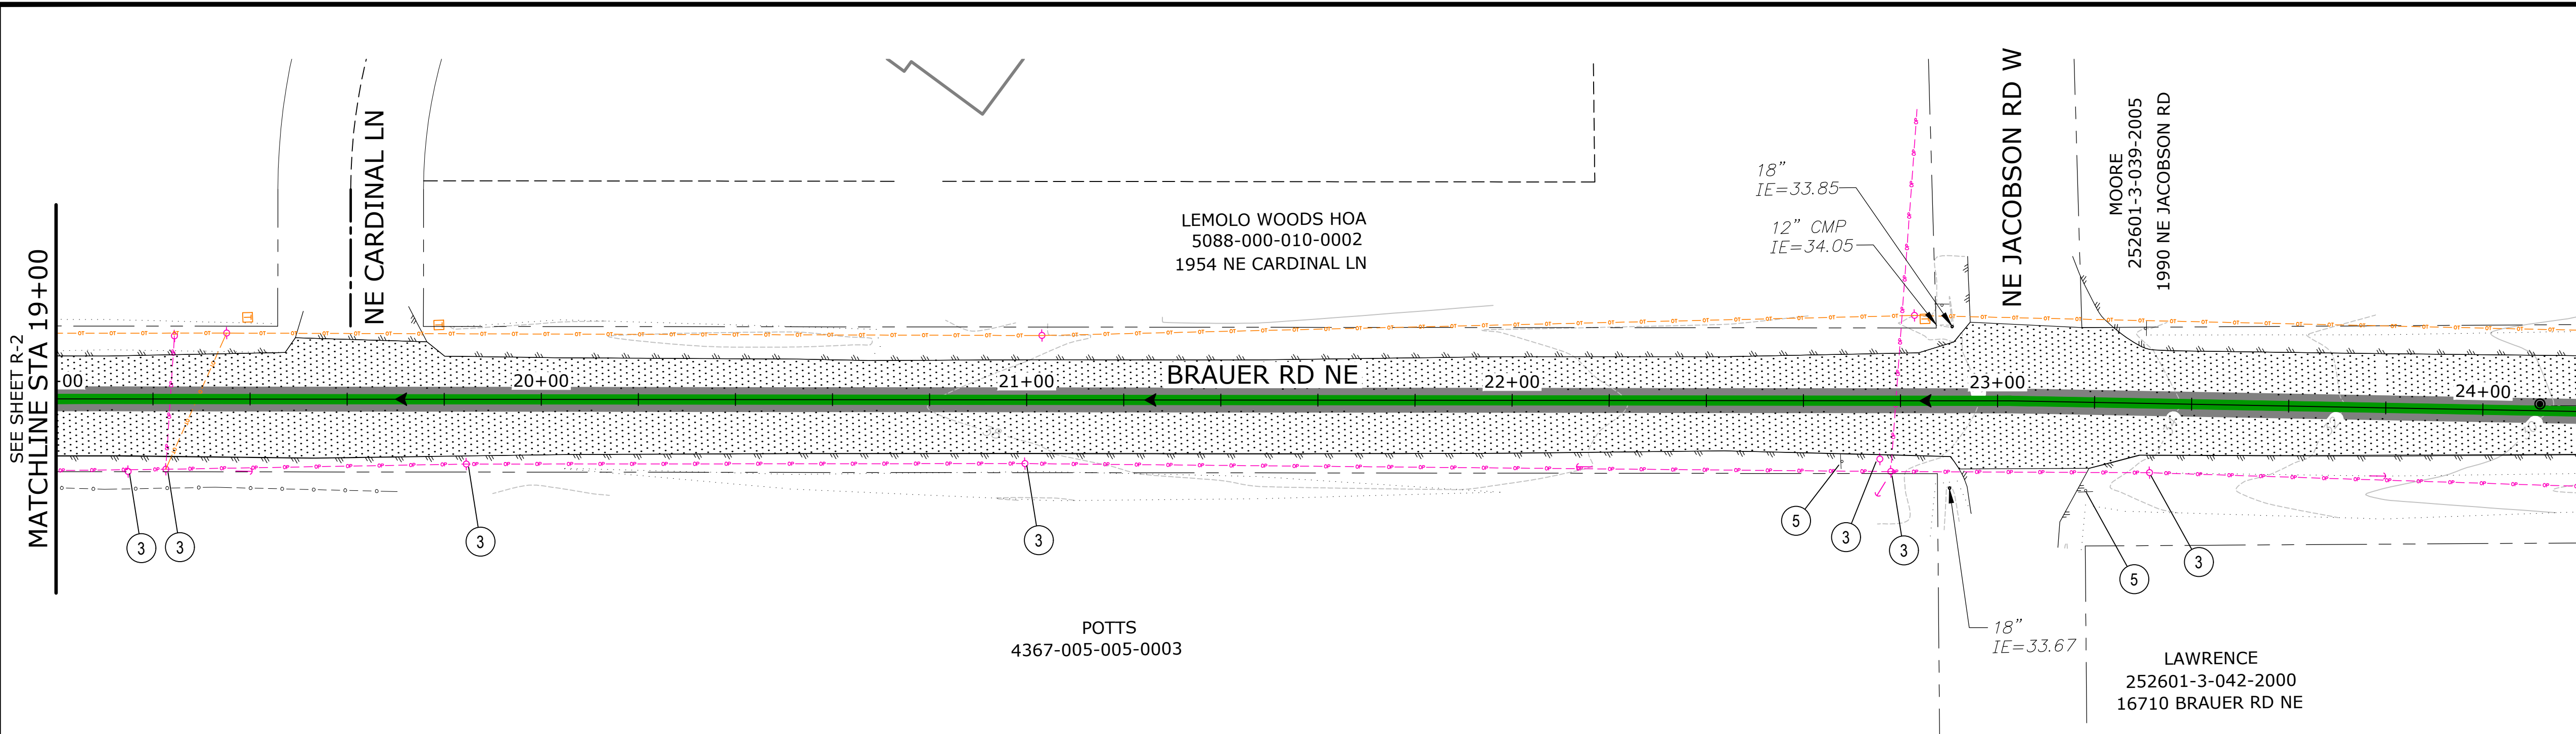 SEE SHEET R-2
MATCHLINE STA 19+00
NE CARDINAL LN
LEMOLO WOODS HOA
5088-000-010-0002
1954 NE CARDINAL LN
18"
IE=33.85
12" CMP
IE=34.05
NE JACOBSON RD W
MOORE
252601-3-039-2005
1990 NE JACOBSON RD
-00
20+00
21+00
BRAUER RD NE
22+00
23+00
24+00
3
3
3
3
5
3
3
5
3
18"
IE=33.67
POTTS
4367-005-005-0003
LAWRENCE
252601-3-042-2000
16710 BRAUER RD NE